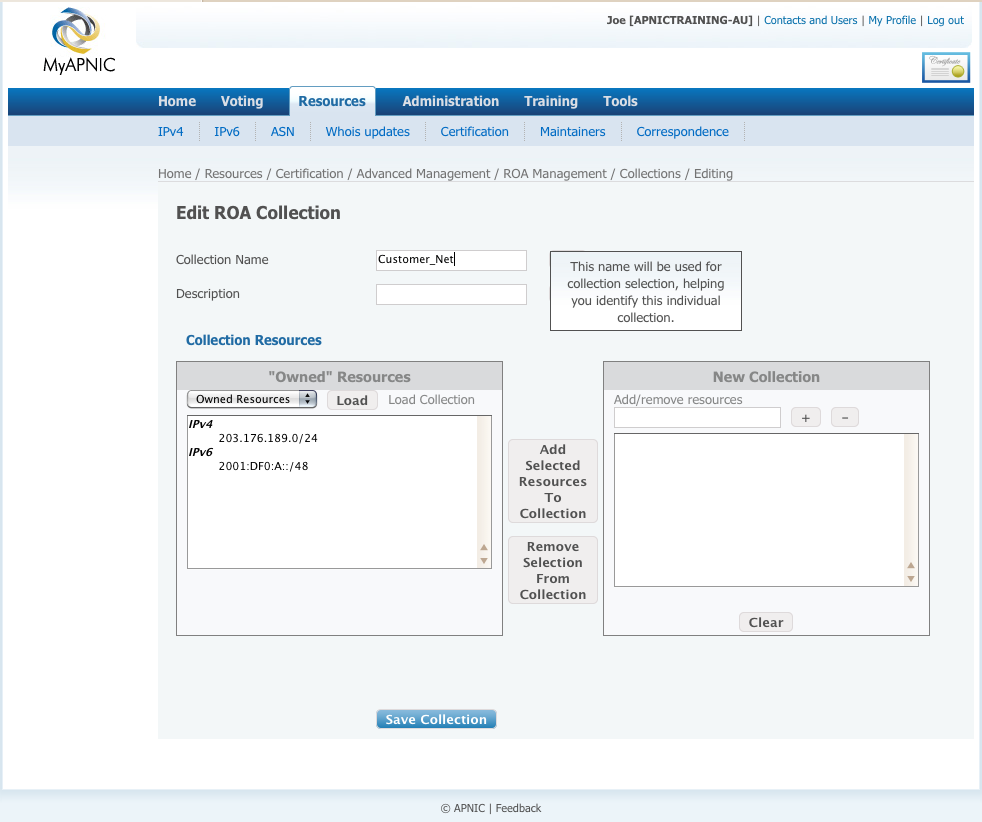 Joe [APNICTRAINING-AU] | Contacts and Users | My Profile | Log out
MyAPNIC
Certificate
Home Voting Resources Administration Training Tools
IPv4 IPv6 ASN Whois updates Certification Maintainers Correspondence
Home / Resources / Certification / Advanced Management / ROA Management / Collections / Editing
Edit ROA Collection
Collection Name
Customer_Net
This name will be used for
collection selection, helping
you identify this individual
collection.
Description
Collection Resources
"Owned" Resources
Owned Resources Load Load Collection
IPv4
203.176.189.0/24
IPv6
2001:DF0:A::/48
Add
Selected
Resources
To
Collection
Remove
Selection
From
Collection
New Collection
Add/remove resources
+ -
Clear
Save Collection
© APNIC | Feedback